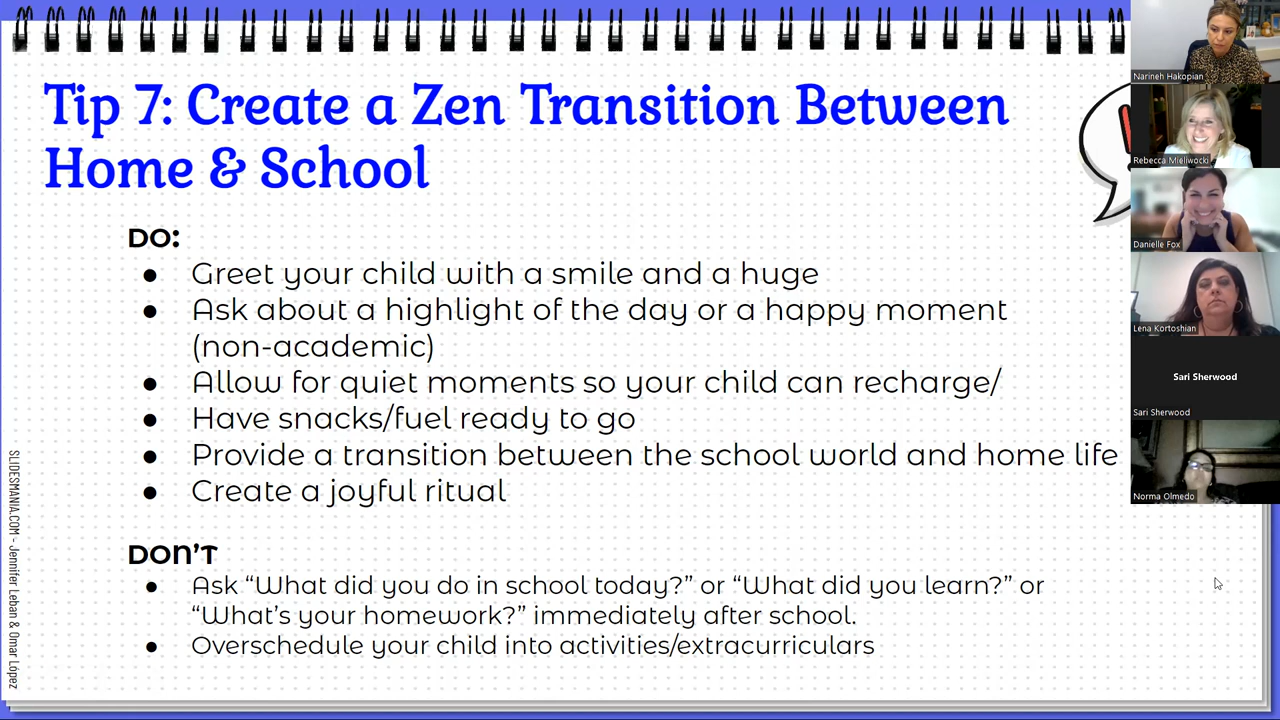 Tip 7: Create a Zen Transition Between
Home & School
DO:
● Greet your child with a smile and a huge
● Ask about a highlight of the day or a happy moment
(non-academic)
● Allow for quiet moments so your child can recharge/
● Have snacks/fuel ready to go
● Provide a transition between the school world and home life
● Create a joyful ritual
DON'T
● Ask “What did you do in school today?” or “What did you learn?” or
“What’s your homework?” immediately after school.
● Overschedule your child into activities/extracurriculars
SLIDESMANIA.COM - Jennifer Leban & Omar López
Narineh Hakopian
Rebecca Mieliwocki
Danielle Fox
Lena Kortoshian
Sari Sherwood
Sari Sherwood
Norma Olmedo